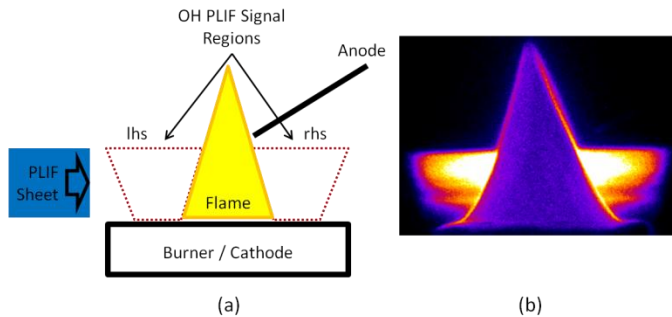 OH PLIF Signal
Regions
Anode
lhs
rhs
PLIF
Sheet
Flame
Burner / Cathode
(a)
(b)